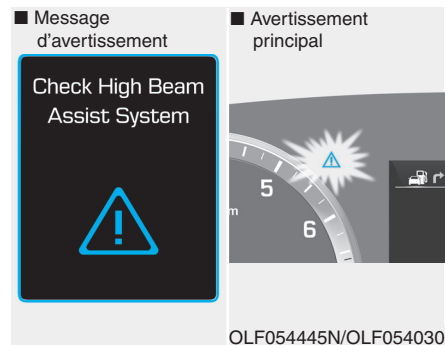 ■ Message
d'avertissement
Check High Beam
Assist System
■ Avertissement
principal
5
6
m
OLF054445N/OLF054030